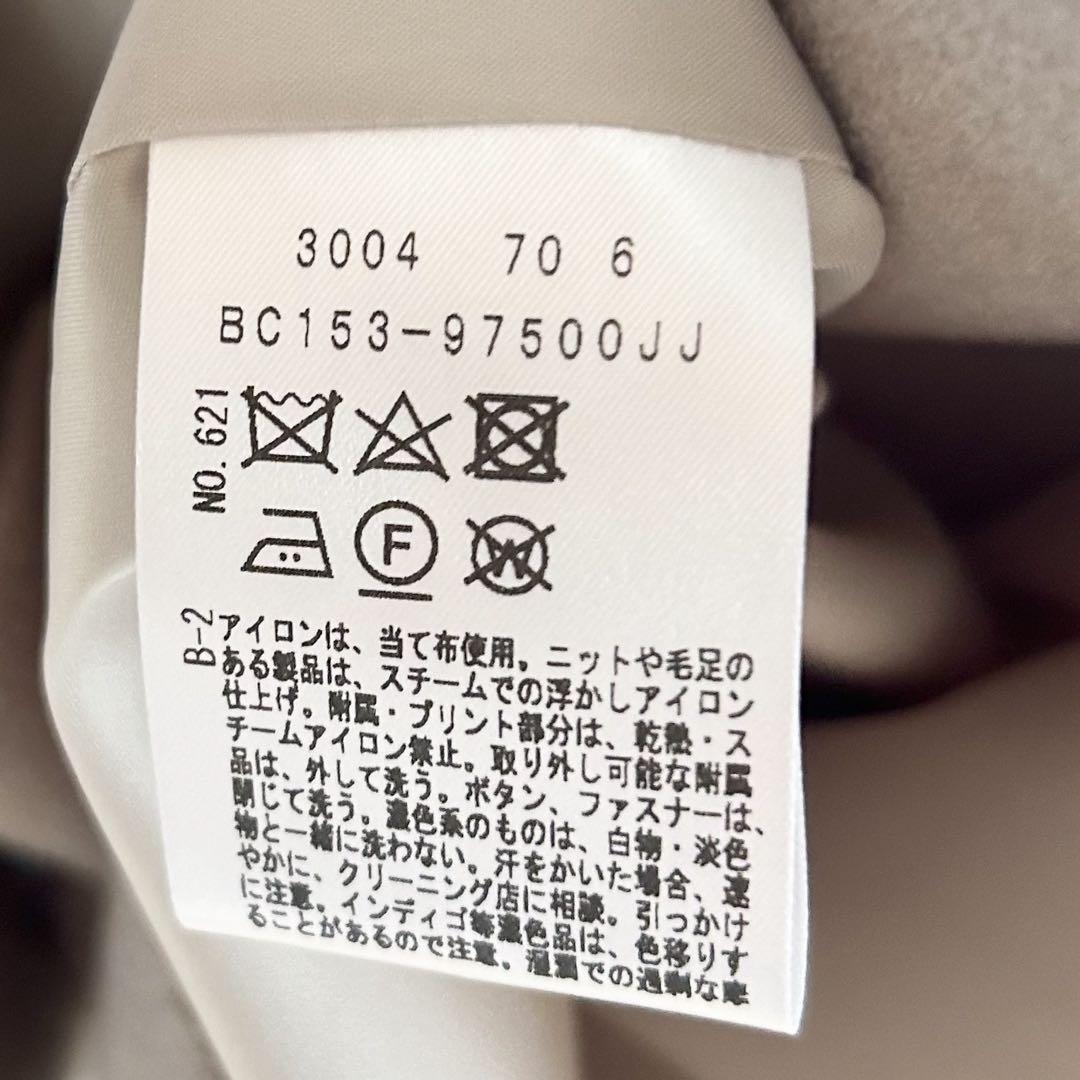 3004 70 6
BC153-97500JJ
NO.621
F
W
B-2
アイロンは、当て布使用。ニットや毛足の
ある製品は、スチームでの浮かしアイロン
仕上げ。附属・プリント部分は、乾熱・ス
チームアイロン禁止。取り外し可能な附属
品は、外して洗う。ボタン、ファスナーは、
閉じて洗う。濃色系のものは、白物・淡色
物と一緒に洗わない。汗をかいた場合、速
やかに、クリーニング店に相談。引っかけ
に注意。インディゴ等濃色品は、色移りす
ることがあるので注意。湿潤での過剰な摩